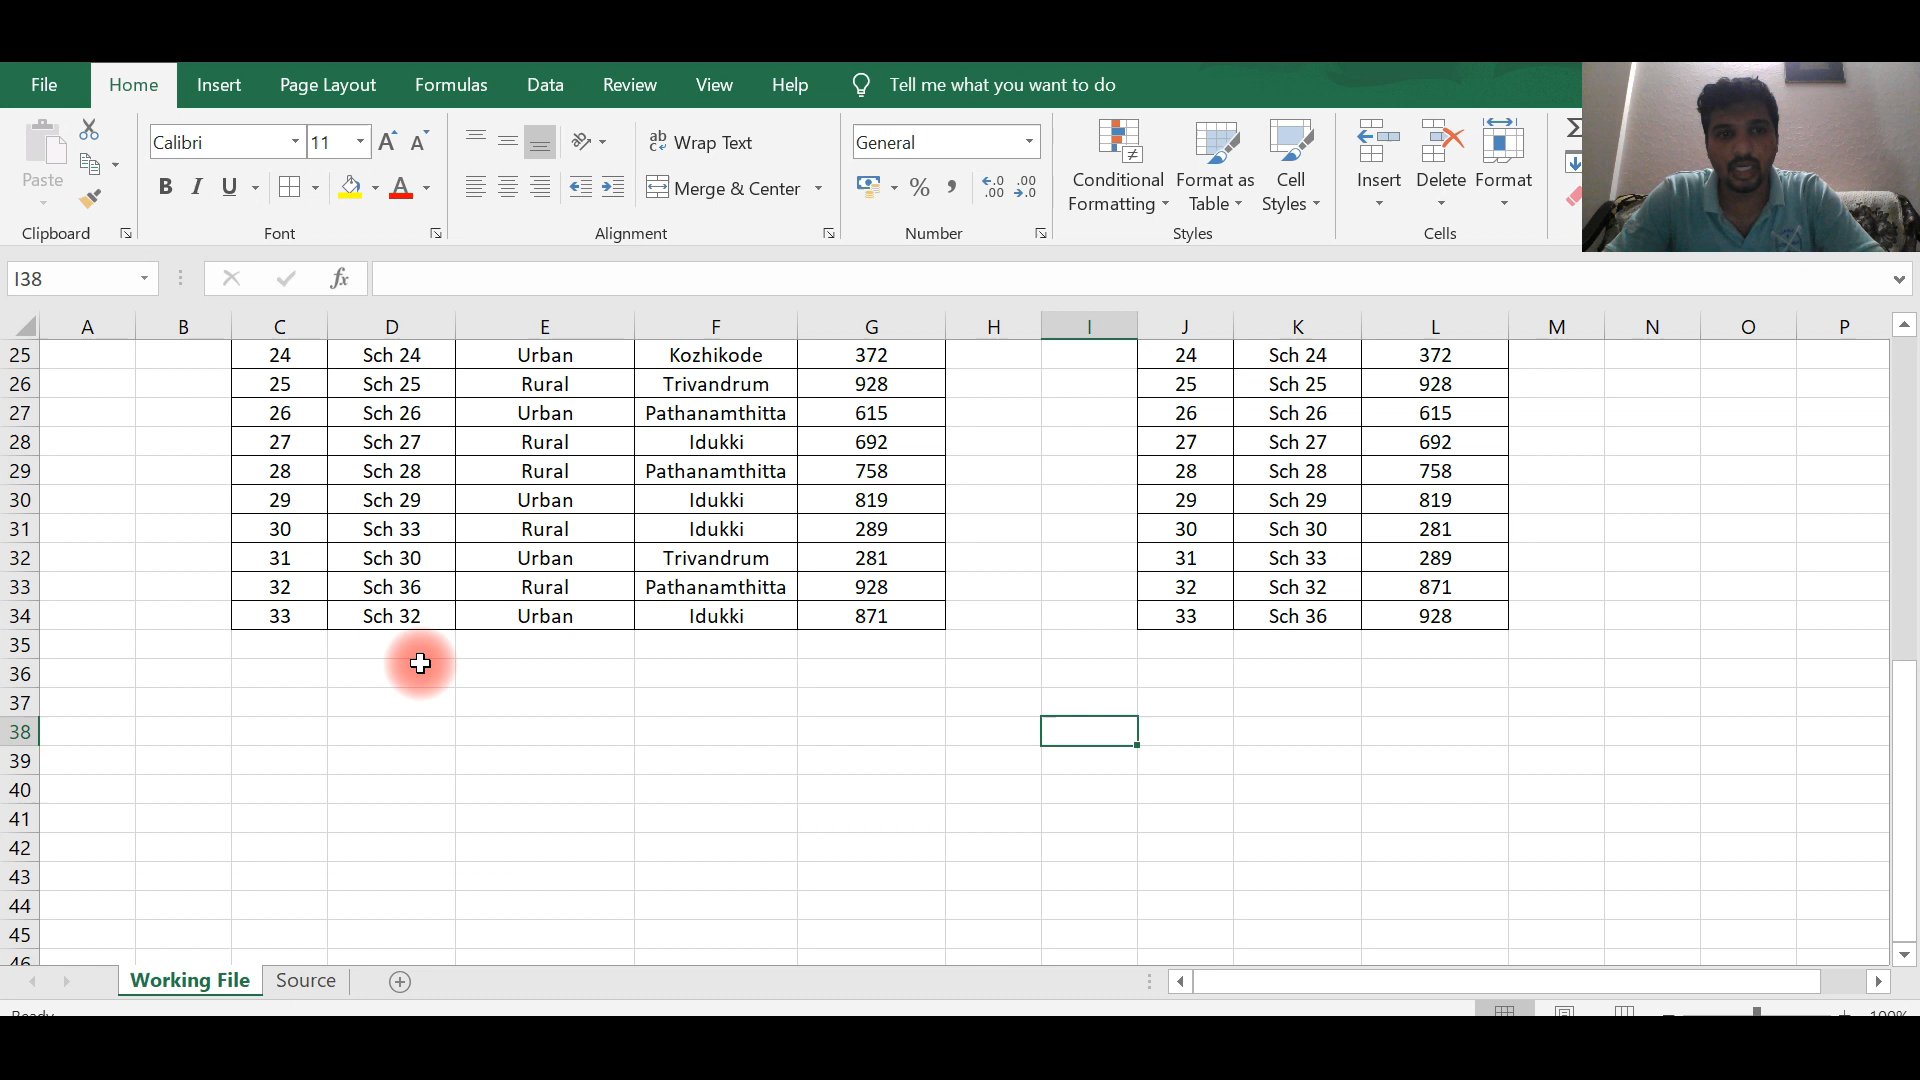 File Home Insert Page Layout Formulas Data Review View Help Tell me what you want to do
Calibri 11 ab Wrap Text General
c
Paste B I U A Merge & Center % , Conditional Formatting Format as Table Cell Styles Insert Delete Format
Clipboard Font Alignment Number Styles Cells
I38 fx
A B C D E F G H I J K L M N O P
25 24 Sch 24 Urban Kozhikode 372 24 Sch 24 372
26 25 Sch 25 Rural Trivandrum 928 25 Sch 25 928
27 26 Sch 26 Urban Pathanamthitta 615 26 Sch 26 615
28 27 Sch 27 Rural Idukki 692 27 Sch 27 692
29 28 Sch 28 Rural Pathanamthitta 758 28 Sch 28 758
30 29 Sch 29 Urban Idukki 819 29 Sch 29 819
31 30 Sch 33 Rural Idukki 289 30 Sch 30 281
32 31 Sch 30 Urban Trivandrum 281 31 Sch 33 289
33 32 Sch 36 Rural Pathanamthitta 928 32 Sch 32 871
34 33 Sch 32 Urban Idukki 871 33 Sch 36 928
35
36
37
38
39
40
41
42
43
44
45
46
Working File Source
Ready 100%